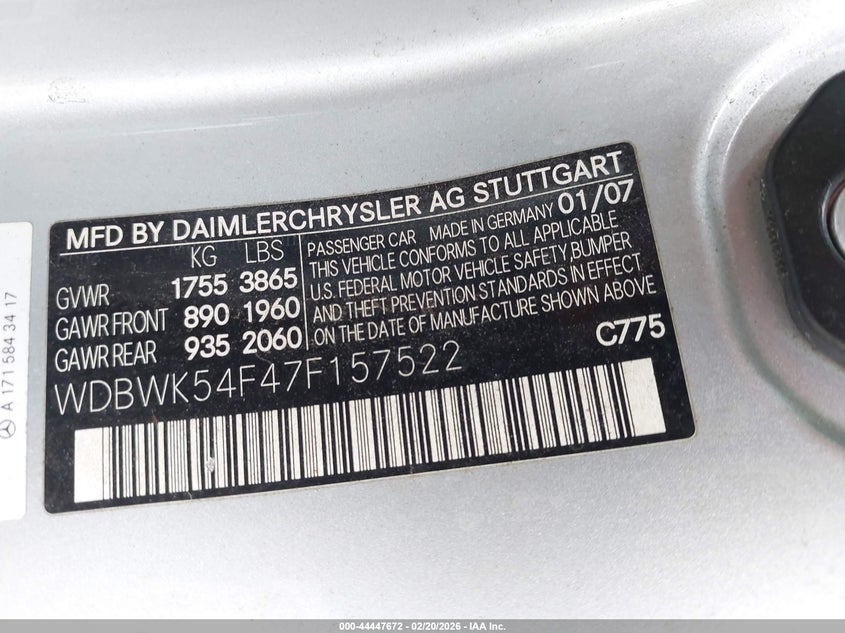 MFD BY DAIMLERCHRYSLER AG STUTTGART
KG LBS
GVWR 1755 3865
GAWR FRONT 890 1960
GAWR REAR 935 2060
PASSENGER CAR MADE IN GERMANY 01/07
THIS VEHICLE CONFORMS TO ALL APPLICABLE
U.S. FEDERAL MOTOR VEHICLE SAFETY, BUMPER
AND THEFT PREVENTION STANDARDS IN EFFECT
ON THE DATE OF MANUFACTURE SHOWN ABOVE
C775
WDBWK54F47F157522
A 171 584 34 17
000-44447672 | 02/20/2026 | IAA Inc.